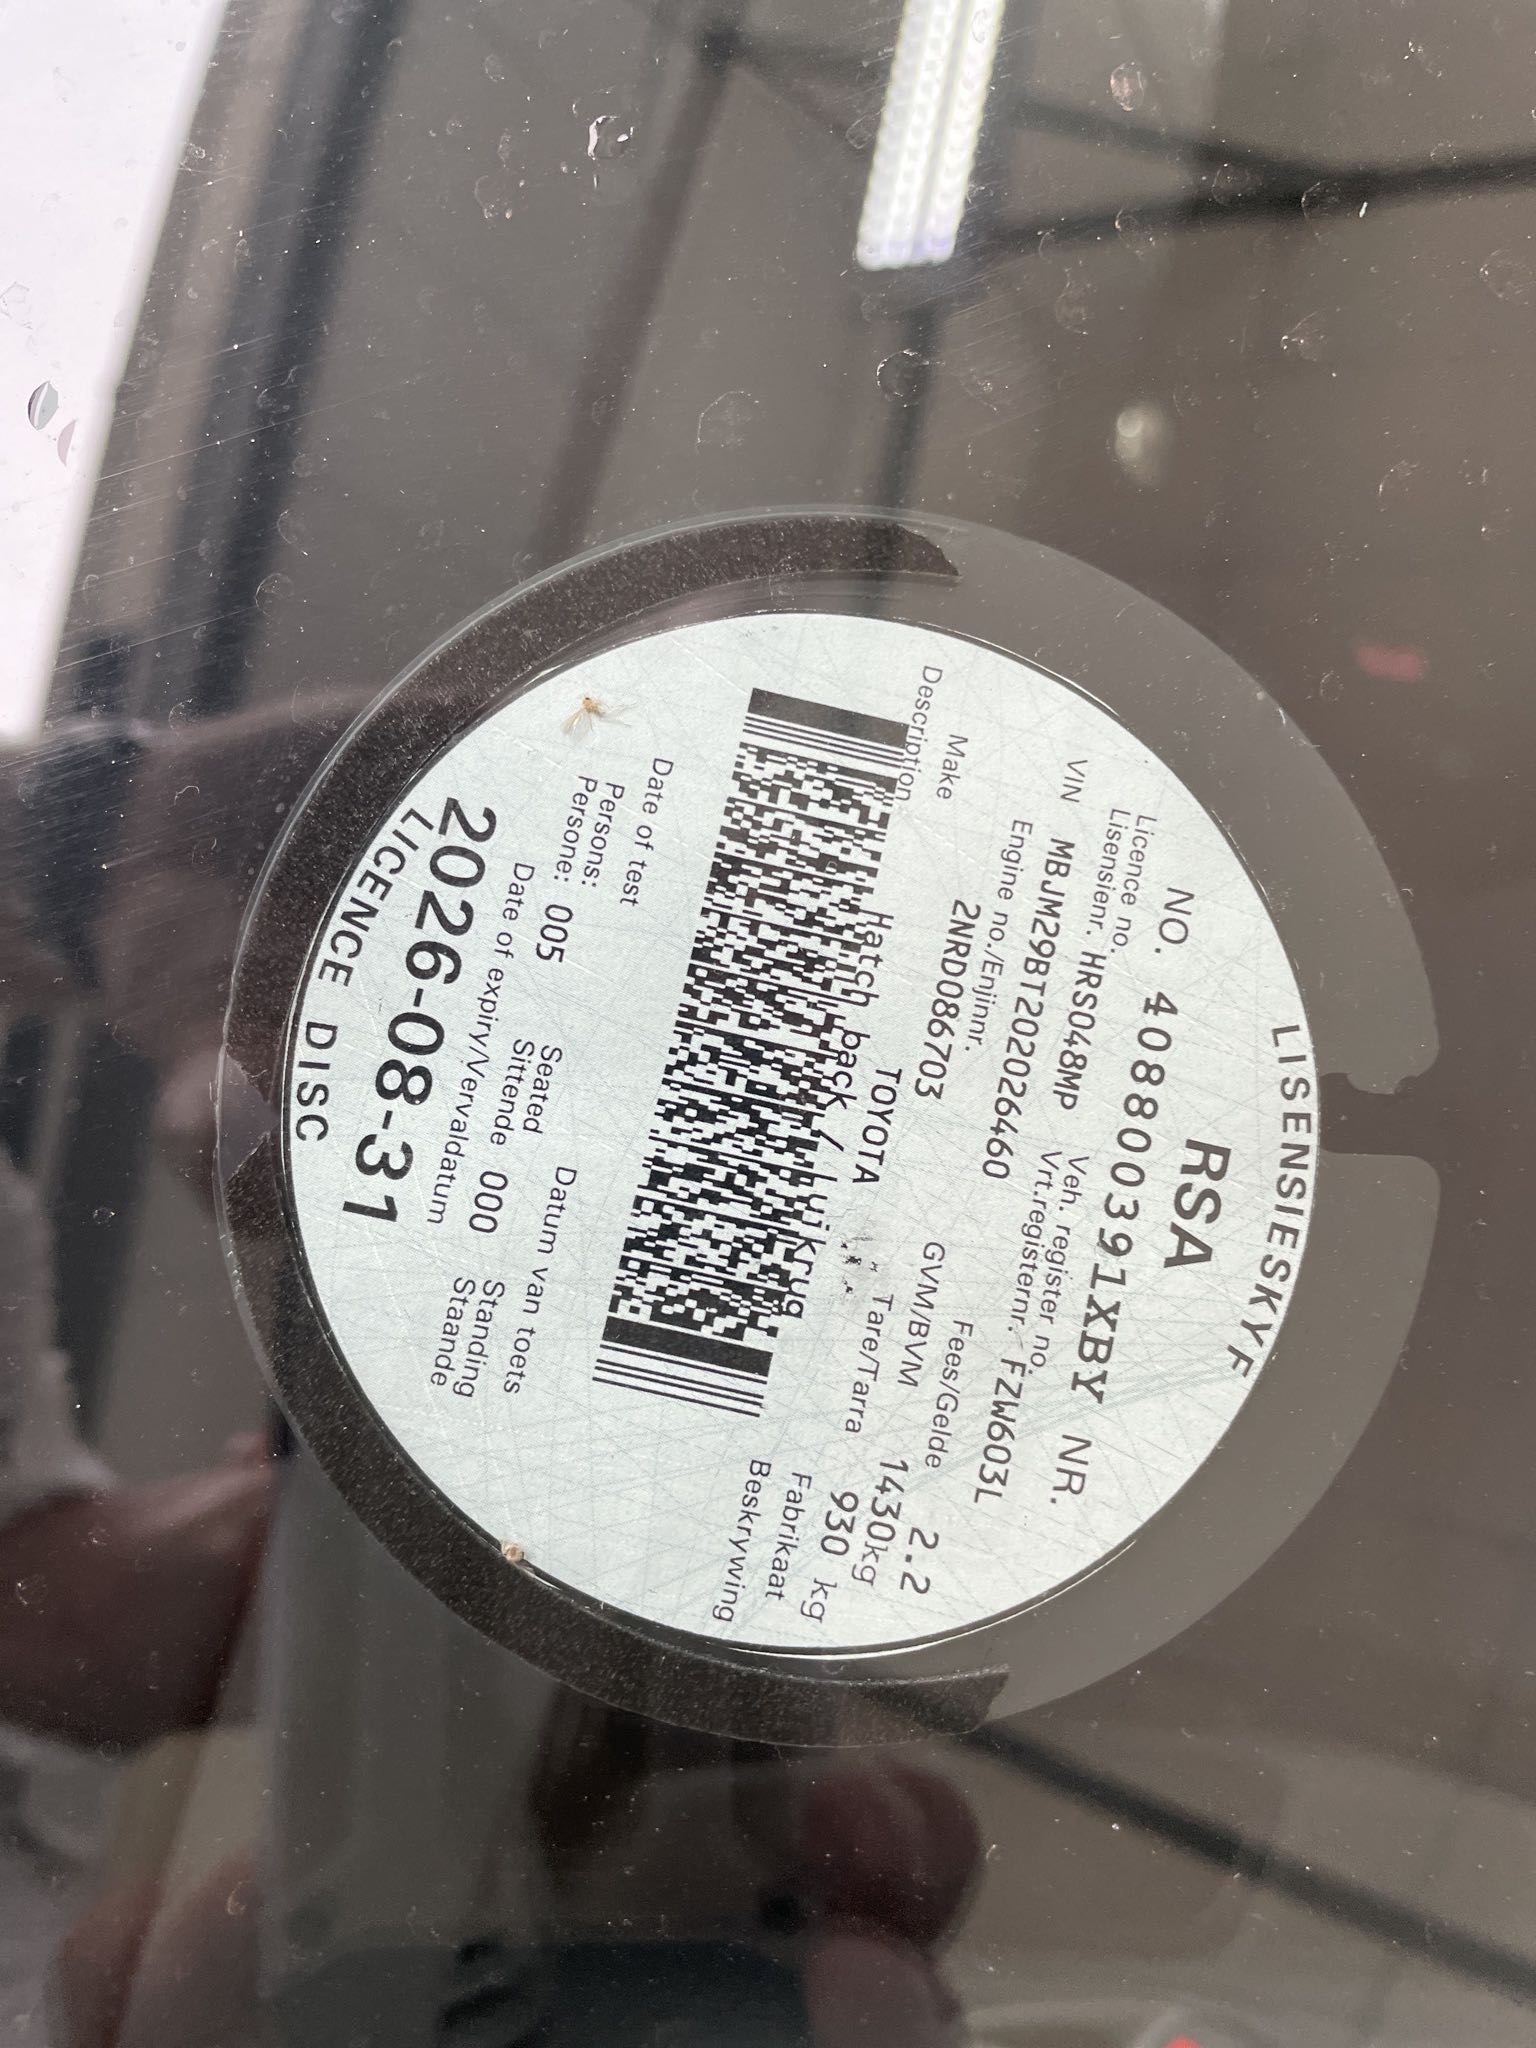 LISENSIESKYF
RSA
NO. 408800391XBY NR.
Licence no.
Lisensienr. HRS048MP
Veh. register no.
Vrt.registernr. FZW603L
VIN MBJM29BT202026460
Engine no./Enjinnr.
2NRD086703
Fees/Gelde 2.2
GVM/BVM 1430kg
Tare/Tarra 930 kg
Make TOYOTA Fabrikaat
Description Hatch back / Luikrug Beskrywing
Date of test Datum van toets
Persons:
Persone: 005
Seated
Sittende 000
Standing
Staande
Date of expiry/Vervaldatum
2026-08-31
LICENCE DISC